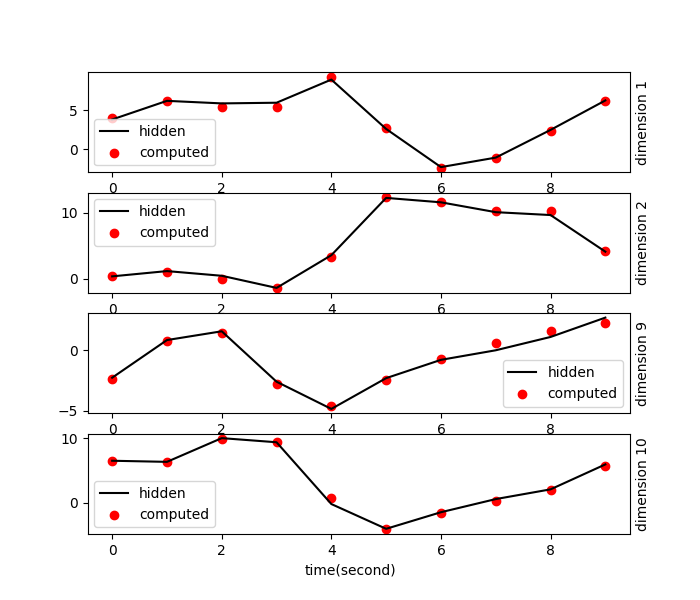 5
0
hidden
computed
dimension 1
0 2 4 6 8
10
0
hidden
computed
dimension 2
0 2 4 6 8
0
−5
hidden
computed
dimension 9
0 2 4 6 8
10
0
hidden
computed
dimension 10
0 2 4 6 8
time(second)